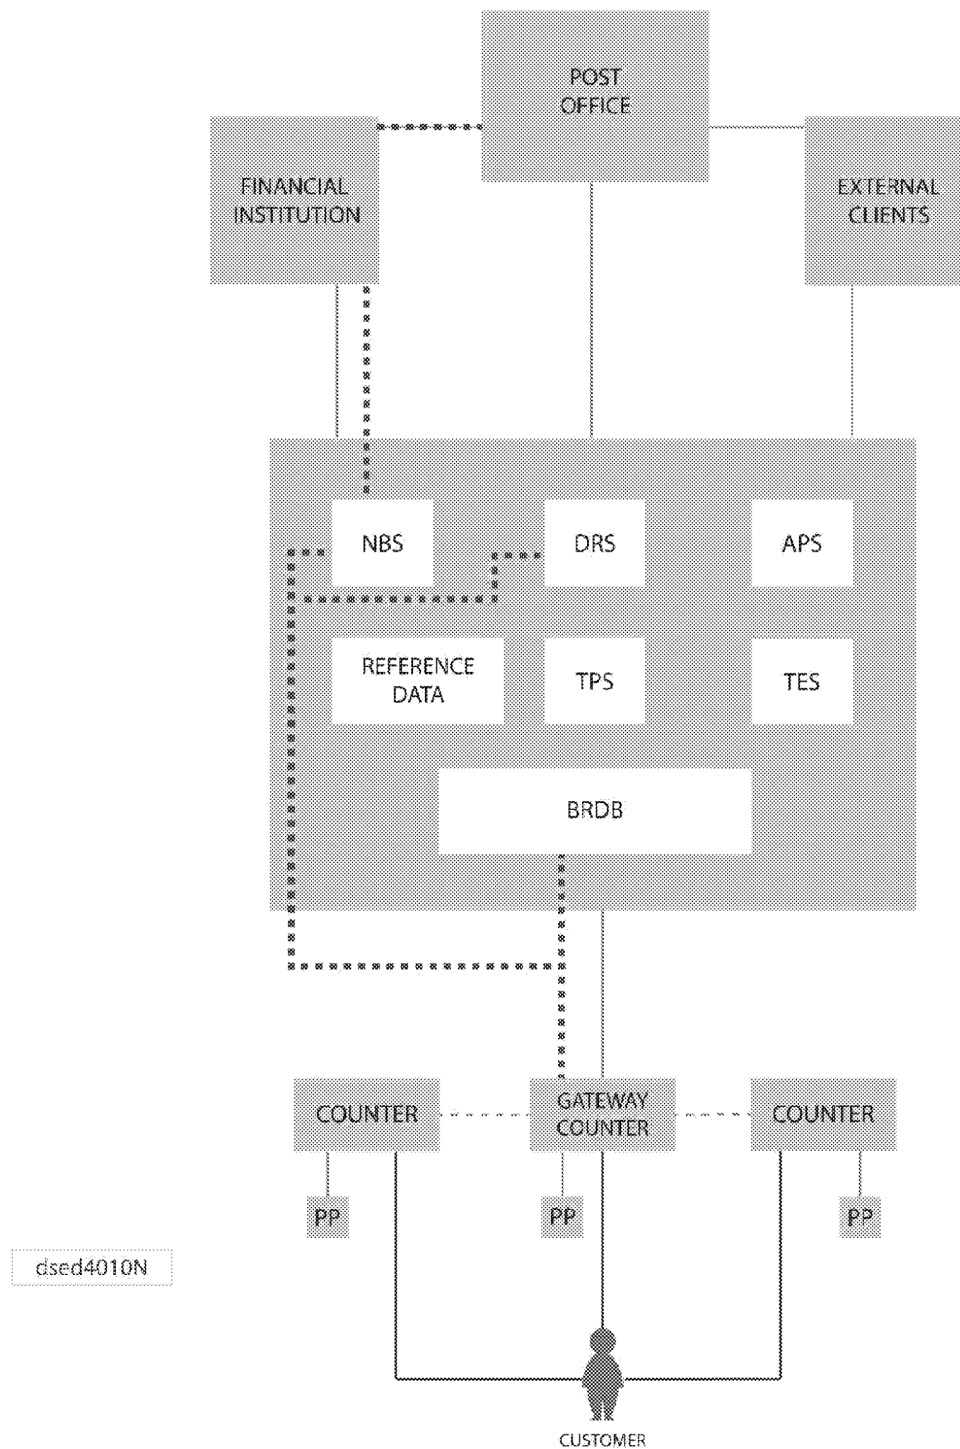 POST
OFFICE
FINANCIAL
INSTITUTION
EXTERNAL
CLIENTS
NBS
DRS
APS
REFERENCE
DATA
TPS
TES
BRDB
COUNTER
GATEWAY
COUNTER
COUNTER
PP
PP
PP
dsed4010N
CUSTOMER